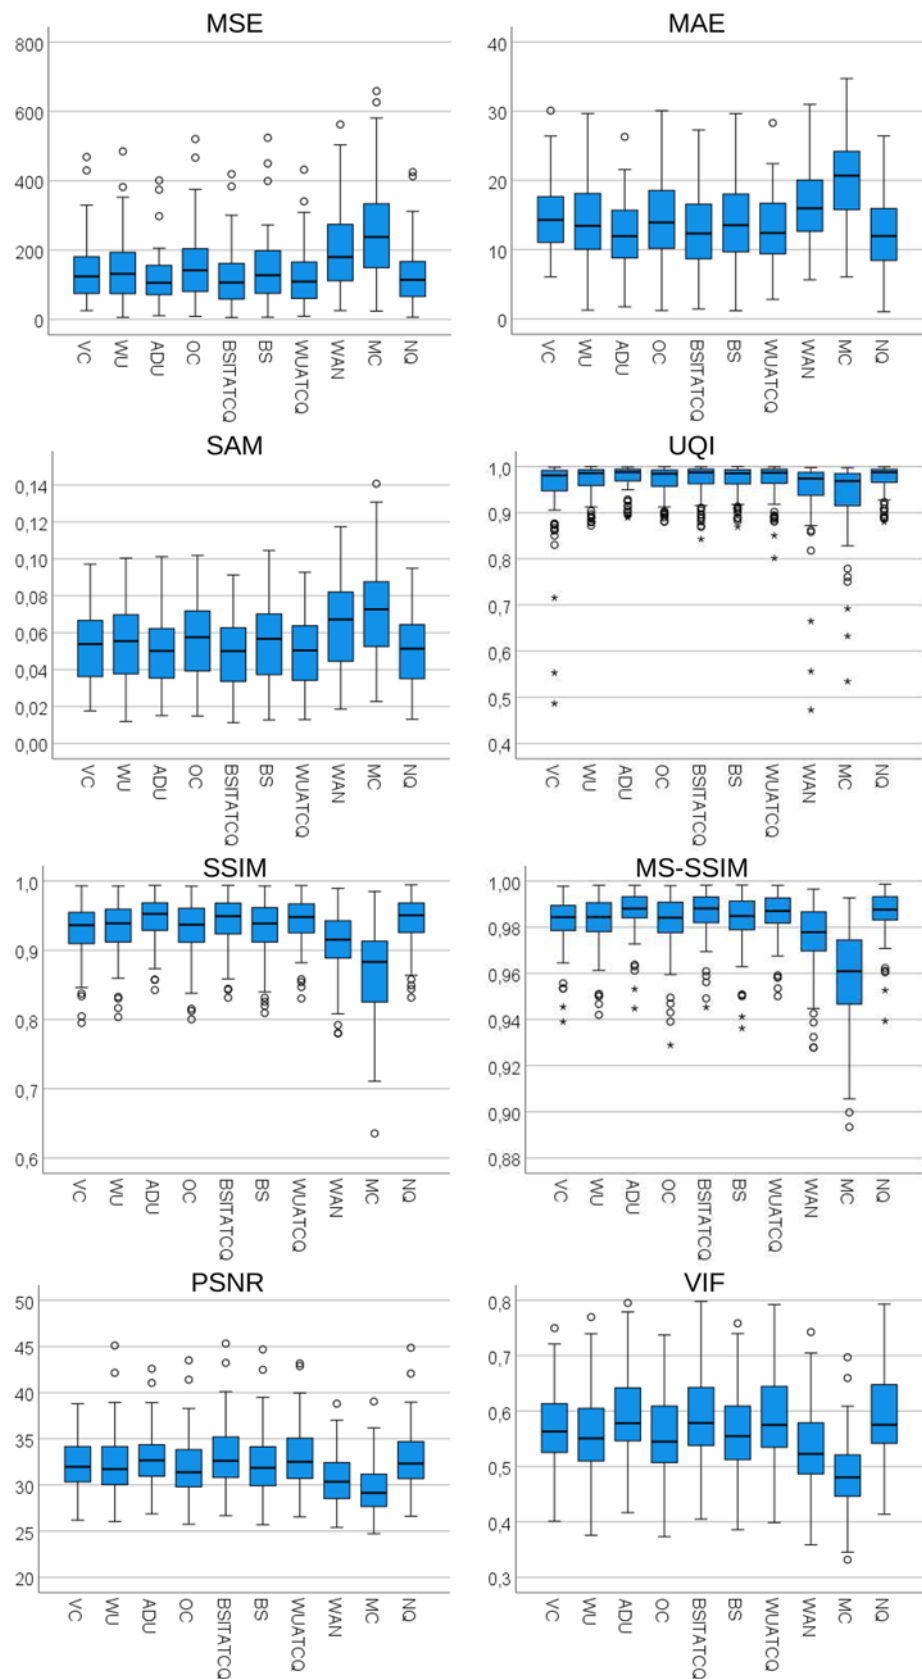 MSE
800
600
400
200
0
VC
WU
ADU
OC
BSITATCQ
BS
WUATCQ
WAN
MC
NQ
MAE
40
30
20
10
0
VC
WU
ADU
OC
BSITATCQ
BS
WUATCQ
WAN
MC
NQ
SAM
0,14
0,12
0,10
0,08
0,06
0,04
0,02
0,00
VC
WU
ADU
OC
BSITATCQ
BS
WUATCQ
WAN
MC
NQ
UQI
1,0
0,9
0,8
0,7
0,6
0,5
0,4
VC
WU
ADU
OC
BSITATCQ
BS
WUATCQ
WAN
MC
NQ
SSIM
1,0
0,9
0,8
0,7
0,6
VC
WU
ADU
OC
BSITATCQ
BS
WUATCQ
WAN
MC
NQ
MS-SSIM
1,00
0,98
0,96
0,94
0,92
0,90
0,88
VC
WU
ADU
OC
BSITATCQ
BS
WUATCQ
WAN
MC
NQ
PSNR
50
45
40
35
30
25
20
VC
WU
ADU
OC
BSITATCQ
BS
WUATCQ
WAN
MC
NQ
VIF
0,8
0,7
0,6
0,5
0,4
0,3
VC
WU
ADU
OC
BSITATCQ
BS
WUATCQ
WAN
MC
NQ